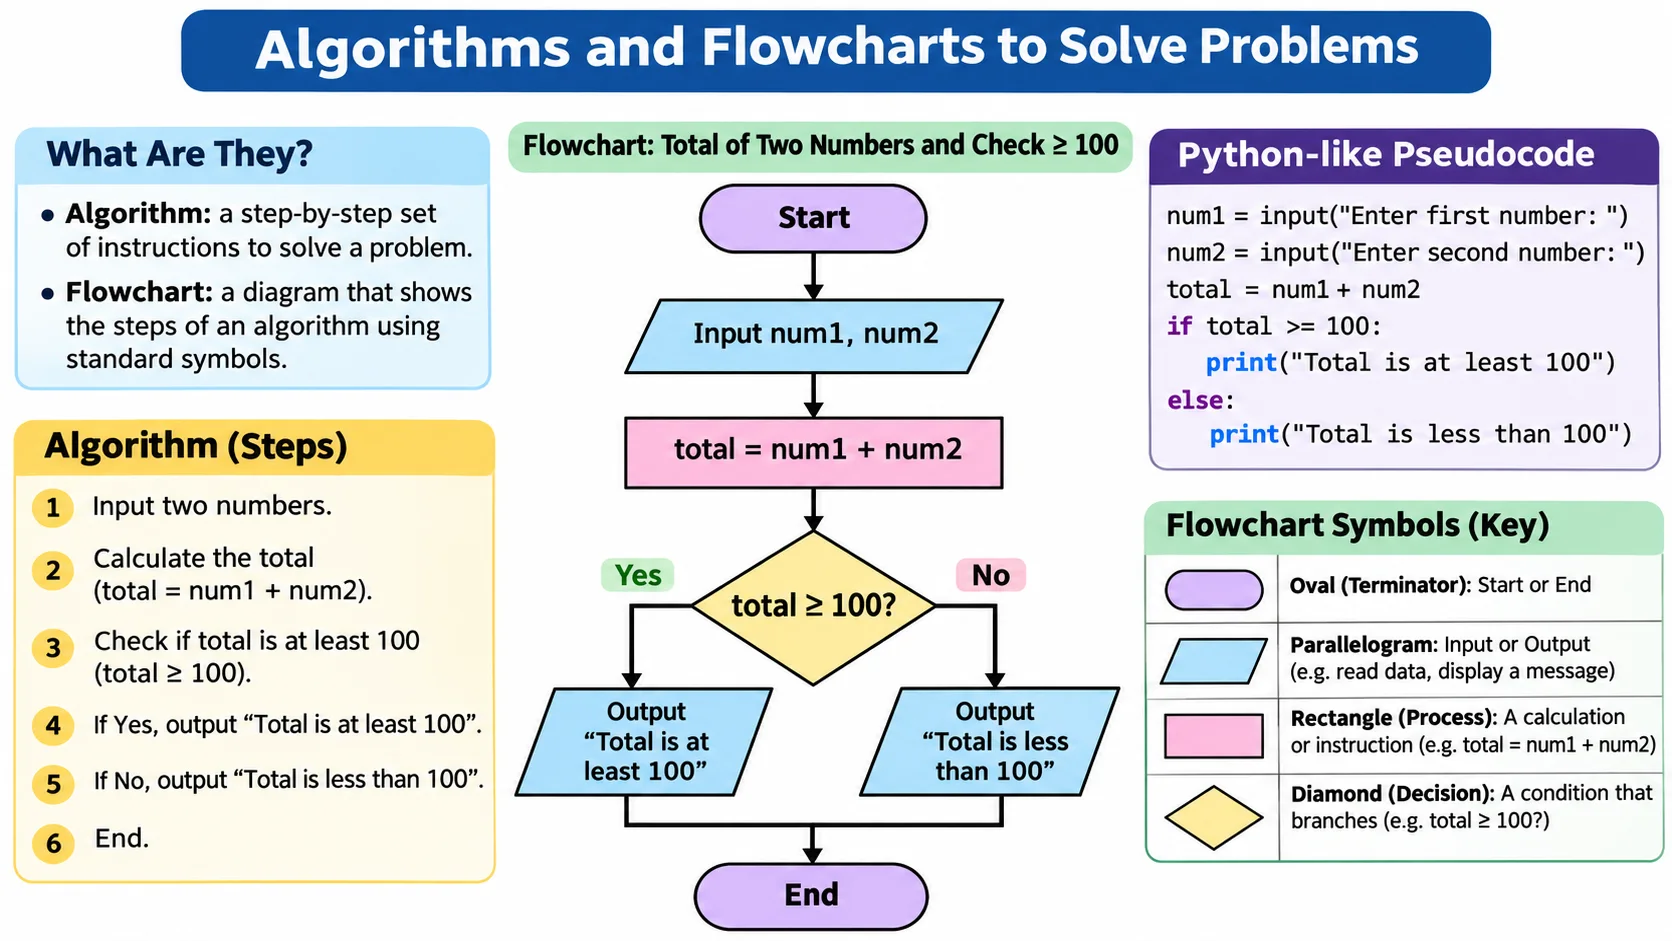 Algorithms and Flowcharts to Solve Problems
What Are They?
• Algorithm: a step-by-step set
of instructions to solve a problem.
• Flowchart: a diagram that shows
the steps of an algorithm using
standard symbols.
Algorithm (Steps)
1 Input two numbers.
2 Calculate the total
(total = num1 + num2).
3 Check if total is at least 100
(total ≥ 100).
4 If Yes, output “Total is at least 100”.
5 If No, output “Total is less than 100”.
6 End.
Flowchart: Total of Two Numbers and Check ≥ 100
Start
Input num1, num2
total = num1 + num2
total ≥ 100?
Yes
No
Output
“Total is at
least 100”
Output
“Total is less
than 100”
End
Python-like Pseudocode
num1 = input("Enter first number: ")
num2 = input("Enter second number: ")
total = num1 + num2
if total >= 100:
print("Total is at least 100")
else:
print("Total is less than 100")
Flowchart Symbols (Key)
Oval (Terminator): Start or End
Parallelogram: Input or Output
(e.g. read data, display a message)
Rectangle (Process): A calculation
or instruction (e.g. total = num1 + num2)
Diamond (Decision): A condition that
branches (e.g. total ≥ 100?)